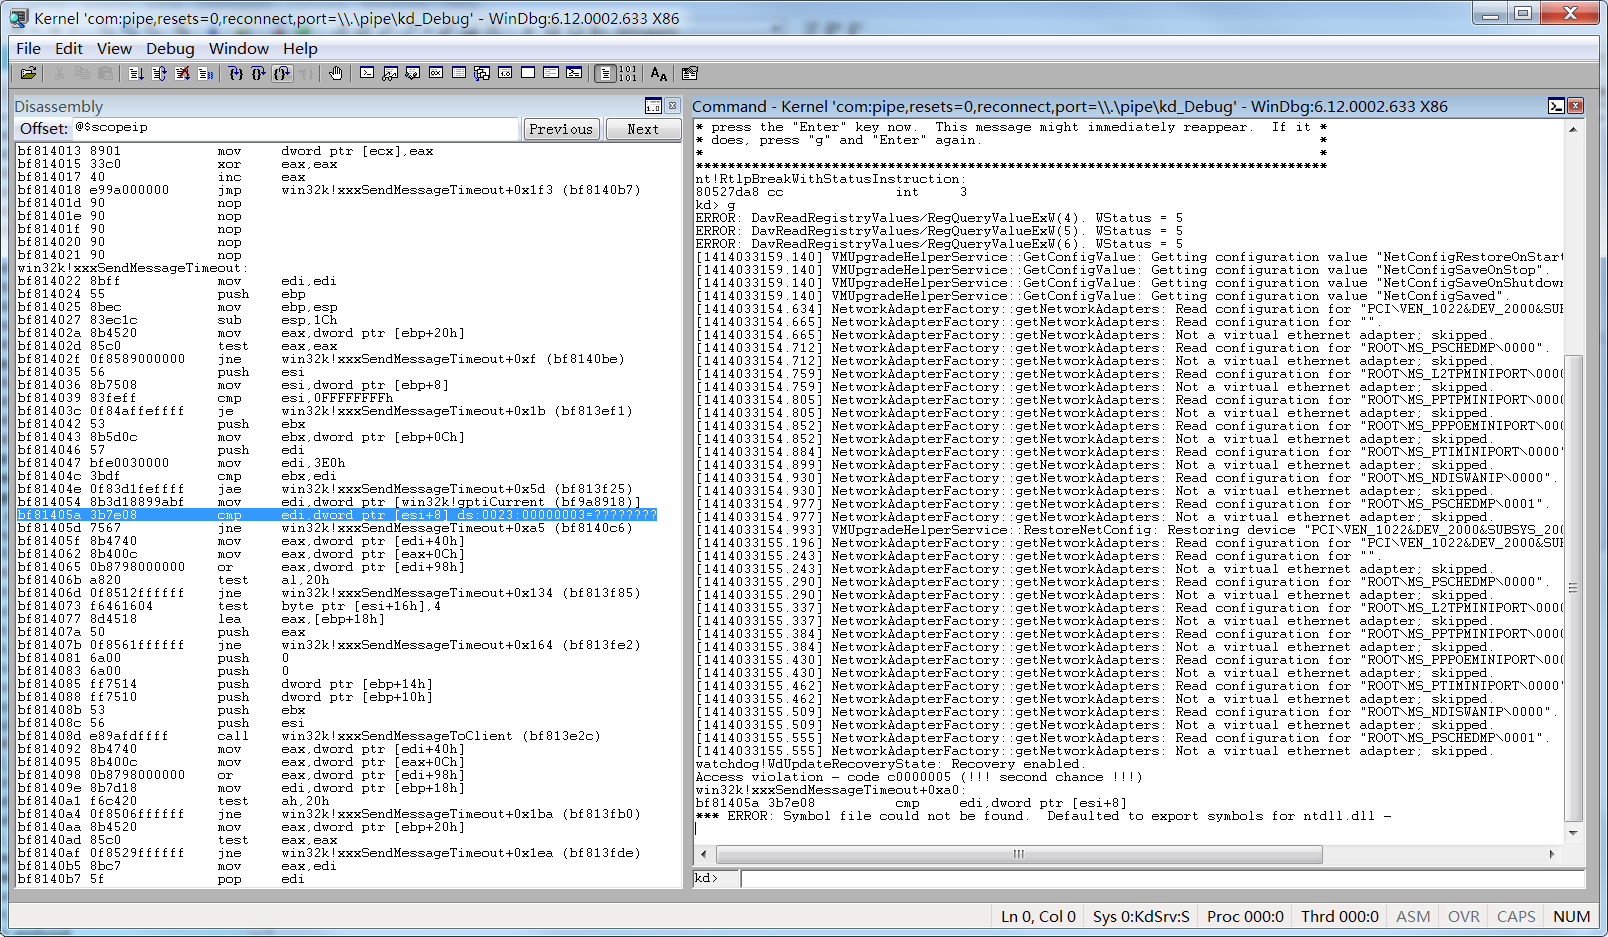 Kernel 'com:pipe,resets=0,reconnect,port=\\.\pipe\kd_Debug' - WinDbg:6.12.0002.633 X86
File Edit View Debug Window Help
Disassembly
Offset: @$scopeip Previous Next
bf814013 8901 mov dword ptr [ecx],eax
bf814015 33c0 xor eax,eax
bf814017 40 inc eax
bf814018 e99a000000 jmp win32k!xxxSendMessageTimeout+0x1f3 (bf8140b7)
bf81401d 90 nop
bf81401e 90 nop
bf81401f 90 nop
bf814020 90 nop
bf814021 90 nop
win32k!xxxSendMessageTimeout:
bf814022 8bff mov edi,edi
bf814024 55 push ebp
bf814025 8bec mov ebp,esp
bf814027 83ec1c sub esp,1Ch
bf81402a 8b4520 mov eax,dword ptr [ebp+20h]
bf81402d 85c0 test eax,eax
bf81402f 0f8589000000 jne win32k!xxxSendMessageTimeout+0xf (bf8140be)
bf814035 56 push esi
bf814036 8b7508 mov esi,dword ptr [ebp+8]
bf814039 83feff cmp esi,0FFFFFFFFh
bf81403c 0f84affeffff je win32k!xxxSendMessageTimeout+0x1b (bf813ef1)
bf814042 53 push ebx
bf814043 8b5d0c mov ebx,dword ptr [ebp+0Ch]
bf814046 57 push edi
bf814047 bfe0030000 mov edi,3E0h
bf81404c 3bdf cmp ebx,edi
bf81404e 0f83d1feffff jae win32k!xxxSendMessageTimeout+0x5d (bf813f25)
bf814054 8b3d18899abf mov edi,dword ptr [win32k!gptiCurrent (bf9a8918)]
bf81405a 3b7e08 cmp edi,dword ptr [esi+8] ds:0023:00000003=????????
bf81405d 7567 jne win32k!xxxSendMessageTimeout+0xa5 (bf8140c6)
bf81405f 8b4740 mov eax,dword ptr [edi+40h]
bf814062 8b400c mov eax,dword ptr [eax+0Ch]
bf814065 0b8798000000 or eax,dword ptr [edi+98h]
bf81406b a820 test al,20h
bf81406d 0f8512ffffff jne win32k!xxxSendMessageTimeout+0x134 (bf813f85)
bf814073 f6461604 test byte ptr [esi+16h],4
bf814077 8d4518 lea eax,[ebp+18h]
bf81407a 50 push eax
bf81407b 0f8561ffffff jne win32k!xxxSendMessageTimeout+0x164 (bf813fe2)
bf814081 6a00 push 0
bf814083 6a00 push 0
bf814085 ff7514 push dword ptr [ebp+14h]
bf814088 ff7510 push dword ptr [ebp+10h]
bf81408b 53 push ebx
bf81408c 56 push esi
bf81408d e89afdffff call win32k!xxxSendMessageToClient (bf813e2c)
bf814092 8b4740 mov eax,dword ptr [edi+40h]
bf814095 8b400c mov eax,dword ptr [eax+0Ch]
bf814098 0b8798000000 or eax,dword ptr [edi+98h]
bf81409e 8b7d18 mov edi,dword ptr [ebp+18h]
bf8140a1 f6c420 test ah,20h
bf8140a4 0f8506ffffff jne win32k!xxxSendMessageTimeout+0x1ba (bf813fb0)
bf8140aa 8b4520 mov eax,dword ptr [ebp+20h]
bf8140ad 85c0 test eax,eax
bf8140af 0f8529ffffff jne win32k!xxxSendMessageTimeout+0x1ea (bf813fde)
bf8140b5 8bc7 mov eax,edi
bf8140b7 5f pop edi
Command - Kernel 'com:pipe,resets=0,reconnect,port=\\.\pipe\kd_Debug' - WinDbg:6.12.0002.633 X86
* press the "Enter" key now. This message might immediately reappear. If it *
* does, press "g" and "Enter" again. *
* *
*******************************************************************************
nt!RtlpBreakWithStatusInstruction:
80527da8 cc int 3
kd> g
ERROR: DavReadRegistryValues/RegQueryValueExW(4). WStatus = 5
ERROR: DavReadRegistryValues/RegQueryValueExW(5). WStatus = 5
ERROR: DavReadRegistryValues/RegQueryValueExW(6). WStatus = 5
[1414033159.140] VMUpgradeHelperService::GetConfigValue: Getting configuration value "NetConfigRestoreOnStart
[1414033159.140] VMUpgradeHelperService::GetConfigValue: Getting configuration value "NetConfigSaveOnStop".
[1414033159.140] VMUpgradeHelperService::GetConfigValue: Getting configuration value "NetConfigSaveOnShutdown
[1414033159.140] VMUpgradeHelperService::GetConfigValue: Getting configuration value "NetConfigSaved".
[1414033154.634] NetworkAdapterFactory::getNetworkAdapters: Read configuration for "PCI\VEN_1022&DEV_2000&SUB
[1414033154.665] NetworkAdapterFactory::getNetworkAdapters: Read configuration for "".
[1414033154.665] NetworkAdapterFactory::getNetworkAdapters: Not a virtual ethernet adapter; skipped.
[1414033154.712] NetworkAdapterFactory::getNetworkAdapters: Read configuration for "ROOT\MS_PSCHEDMP\0000".
[1414033154.712] NetworkAdapterFactory::getNetworkAdapters: Not a virtual ethernet adapter; skipped.
[1414033154.759] NetworkAdapterFactory::getNetworkAdapters: Read configuration for "ROOT\MS_L2TPMINIPORT\0000
[1414033154.759] NetworkAdapterFactory::getNetworkAdapters: Not a virtual ethernet adapter; skipped.
[1414033154.805] NetworkAdapterFactory::getNetworkAdapters: Read configuration for "ROOT\MS_PPTPMINIPORT\0000
[1414033154.805] NetworkAdapterFactory::getNetworkAdapters: Not a virtual ethernet adapter; skipped.
[1414033154.852] NetworkAdapterFactory::getNetworkAdapters: Read configuration for "ROOT\MS_PPPOEMINIPORT\000
[1414033154.852] NetworkAdapterFactory::getNetworkAdapters: Not a virtual ethernet adapter; skipped.
[1414033154.884] NetworkAdapterFactory::getNetworkAdapters: Read configuration for "ROOT\MS_PTIMINIPORT\0000"
[1414033154.899] NetworkAdapterFactory::getNetworkAdapters: Not a virtual ethernet adapter; skipped.
[1414033154.930] NetworkAdapterFactory::getNetworkAdapters: Read configuration for "ROOT\MS_NDISWANIP\0000".
[1414033154.930] NetworkAdapterFactory::getNetworkAdapters: Not a virtual ethernet adapter; skipped.
[1414033154.977] NetworkAdapterFactory::getNetworkAdapters: Read configuration for "ROOT\MS_PSCHEDMP\0001".
[1414033154.977] NetworkAdapterFactory::getNetworkAdapters: Not a virtual ethernet adapter; skipped.
[1414033154.993] VMUpgradeHelperService::RestoreNetConfig: Restoring device "PCI\VEN_1022&DEV_2000&SUBSYS_200
[1414033155.196] NetworkAdapterFactory::getNetworkAdapters: Read configuration for "PCI\VEN_1022&DEV_2000&SUB
[1414033155.243] NetworkAdapterFactory::getNetworkAdapters: Read configuration for "".
[1414033155.243] NetworkAdapterFactory::getNetworkAdapters: Not a virtual ethernet adapter; skipped.
[1414033155.290] NetworkAdapterFactory::getNetworkAdapters: Read configuration for "ROOT\MS_PSCHEDMP\0000".
[1414033155.290] NetworkAdapterFactory::getNetworkAdapters: Not a virtual ethernet adapter; skipped.
[1414033155.337] NetworkAdapterFactory::getNetworkAdapters: Read configuration for "ROOT\MS_L2TPMINIPORT\0000
[1414033155.337] NetworkAdapterFactory::getNetworkAdapters: Not a virtual ethernet adapter; skipped.
[1414033155.384] NetworkAdapterFactory::getNetworkAdapters: Read configuration for "ROOT\MS_PPTPMINIPORT\0000
[1414033155.384] NetworkAdapterFactory::getNetworkAdapters: Not a virtual ethernet adapter; skipped.
[1414033155.430] NetworkAdapterFactory::getNetworkAdapters: Read configuration for "ROOT\MS_PPPOEMINIPORT\000
[1414033155.430] NetworkAdapterFactory::getNetworkAdapters: Not a virtual ethernet adapter; skipped.
[1414033155.462] NetworkAdapterFactory::getNetworkAdapters: Read configuration for "ROOT\MS_PTIMINIPORT\0000"
[1414033155.462] NetworkAdapterFactory::getNetworkAdapters: Not a virtual ethernet adapter; skipped.
[1414033155.509] NetworkAdapterFactory::getNetworkAdapters: Read configuration for "ROOT\MS_NDISWANIP\0000".
[1414033155.509] NetworkAdapterFactory::getNetworkAdapters: Not a virtual ethernet adapter; skipped.
[1414033155.555] NetworkAdapterFactory::getNetworkAdapters: Read configuration for "ROOT\MS_PSCHEDMP\0001".
[1414033155.555] NetworkAdapterFactory::getNetworkAdapters: Not a virtual ethernet adapter; skipped.
watchdog!WdUpdateRecoveryState: Recovery enabled.
Access violation - code c0000005 (!!! second chance !!!)
win32k!xxxSendMessageTimeout+0xa0:
bf81405a 3b7e08 cmp edi,dword ptr [esi+8]
*** ERROR: Symbol file could not be found. Defaulted to export symbols for ntdll.dll -
kd>
Ln 0, Col 0 Sys 0:KdSrv:S Proc 000:0 Thrd 000:0 ASM OVR CAPS NUM